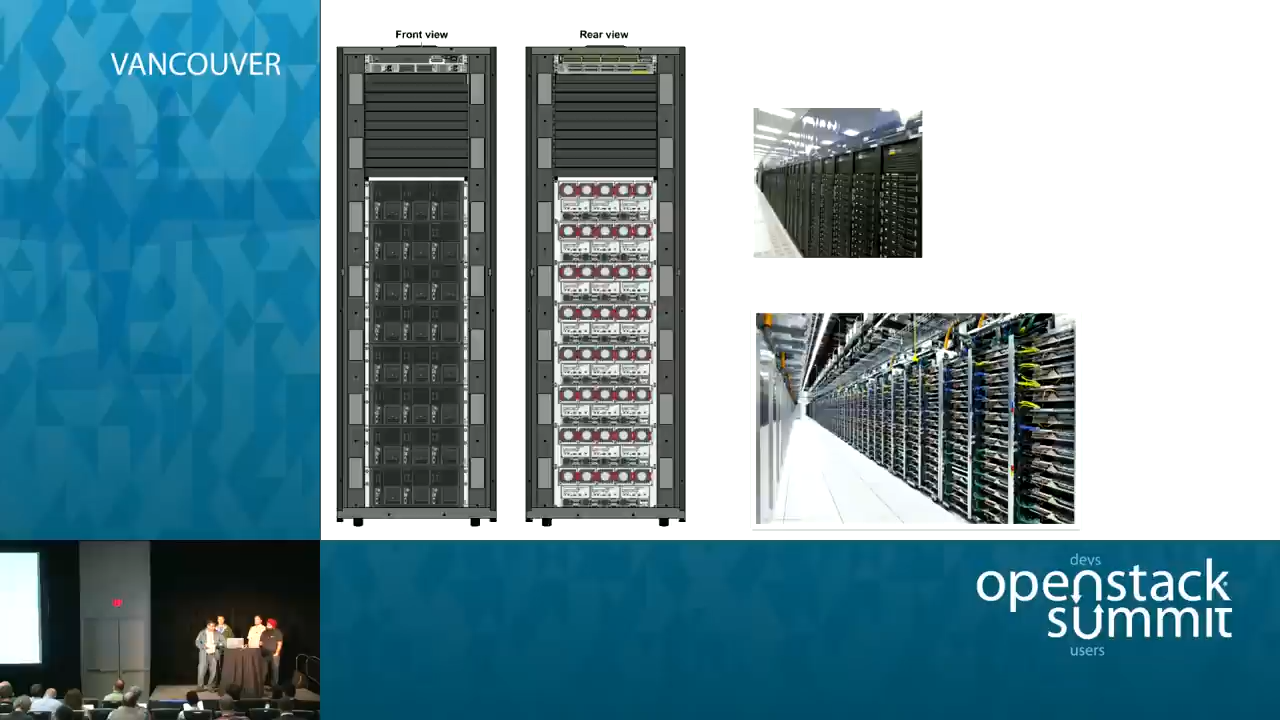 VANCOUVER
Front view
Rear view
devs
openstack
summit
users